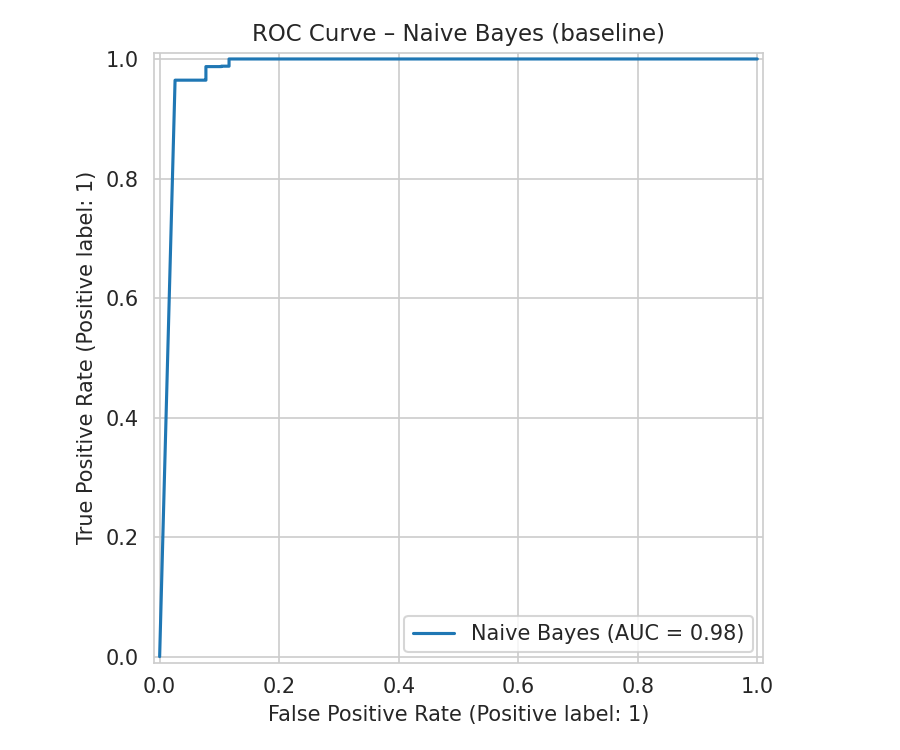 ROC Curve – Naive Bayes (baseline)
True Positive Rate (Positive label: 1)
1.0
0.8
0.6
0.4
0.2
0.0
Naive Bayes (AUC = 0.98)
0.0 0.2 0.4 0.6 0.8 1.0
False Positive Rate (Positive label: 1)